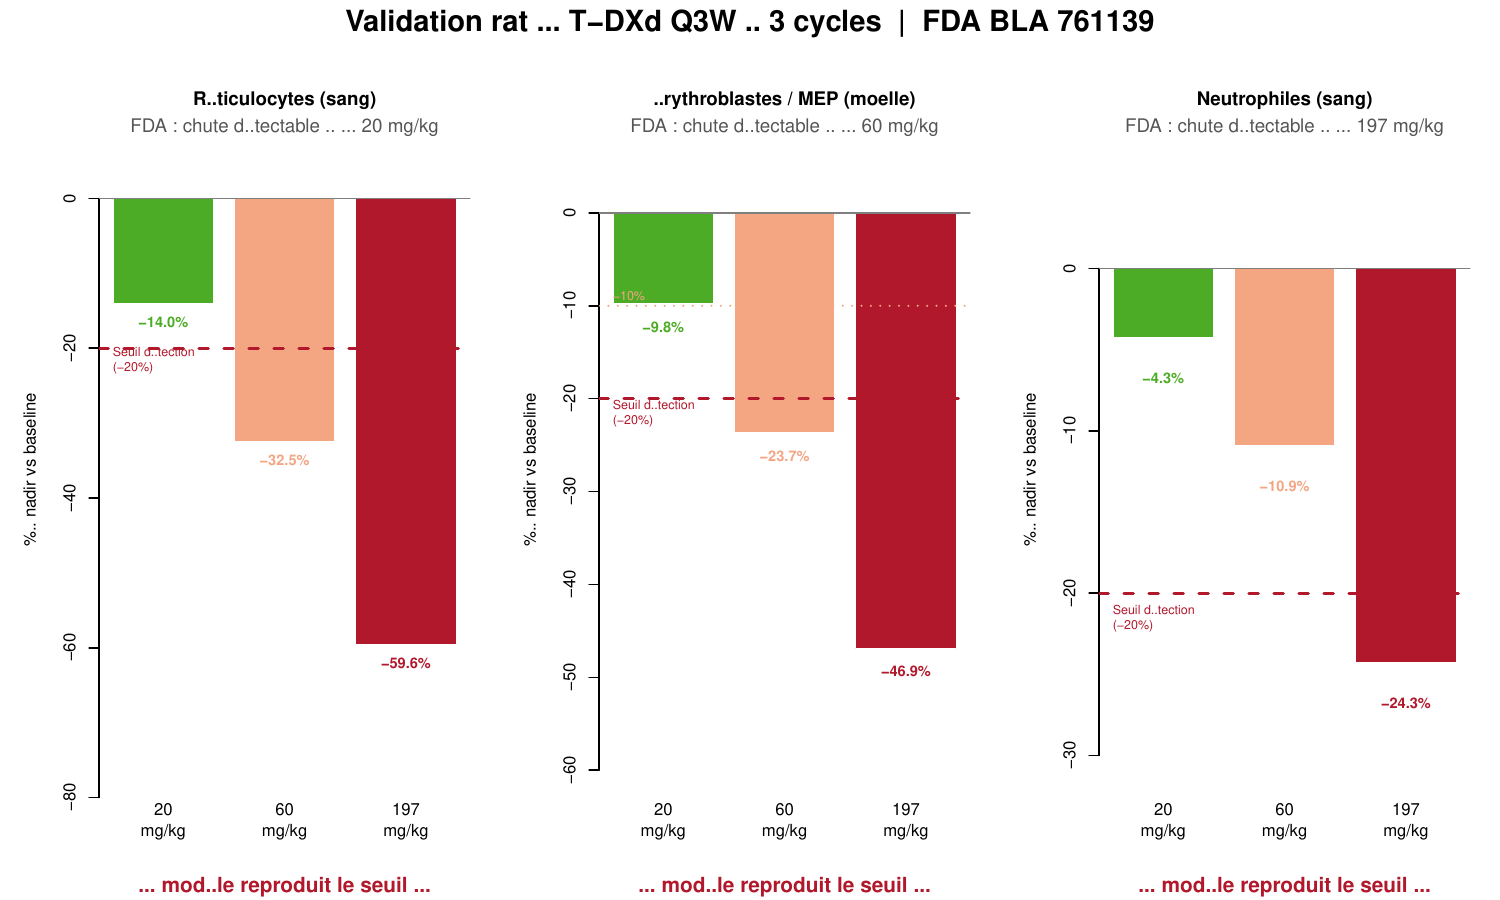 Validation rat ... T−DXd Q3W .. 3 cycles | FDA BLA 761139
R..ticulocytes (sang)
FDA : chute d..tectable .. ... 20 mg/kg
%.. nadir vs baseline
0
−20
−40
−60
−80
−14.0%
−32.5%
−59.6%
Seuil d..tection
(−20%)
20
mg/kg
60
mg/kg
197
mg/kg
... mod..le reproduit le seuil ...
..rythroblastes / MEP (moelle)
FDA : chute d..tectable .. ... 60 mg/kg
%.. nadir vs baseline
0
−10
−20
−30
−40
−50
−60
−10%
−9.8%
−23.7%
−46.9%
Seuil d..tection
(−20%)
20
mg/kg
60
mg/kg
197
mg/kg
... mod..le reproduit le seuil ...
Neutrophiles (sang)
FDA : chute d..tectable .. ... 197 mg/kg
%.. nadir vs baseline
0
−10
−20
−30
−4.3%
−10.9%
−24.3%
Seuil d..tection
(−20%)
20
mg/kg
60
mg/kg
197
mg/kg
... mod..le reproduit le seuil ...